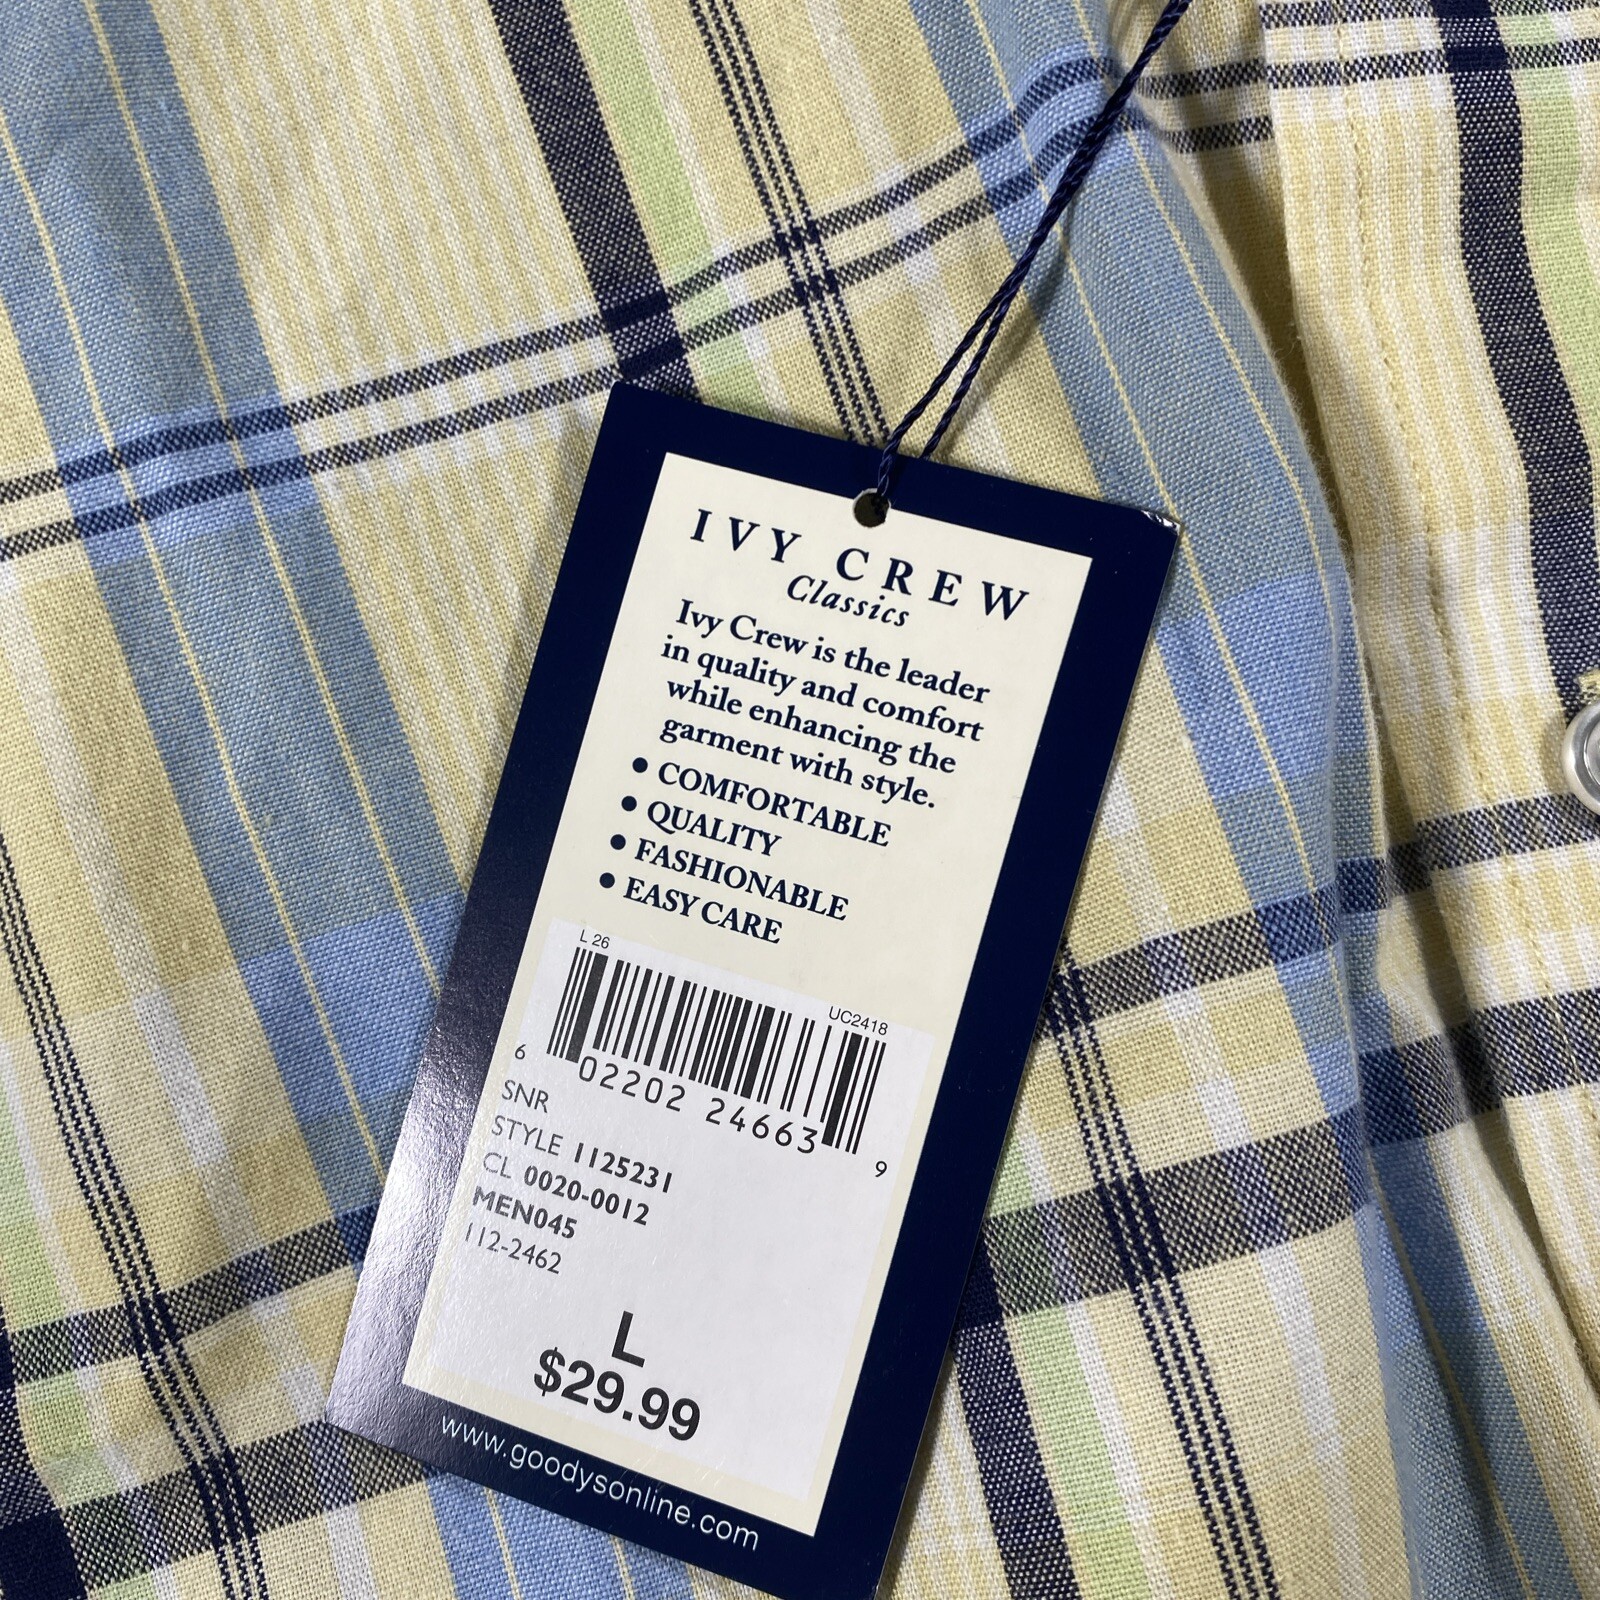 IVY CREW
Classics
Ivy Crew is the leader
in quality and comfort
while enhancing the
garment with style.
• COMFORTABLE
• QUALITY
• FASHIONABLE
• EASY CARE
L 26
UC2418
6 02202 24663 9
SNR
STYLE 1125231
CL 0020-0012
MEN045
112-2462
L
$29.99
www.goodysonline.com